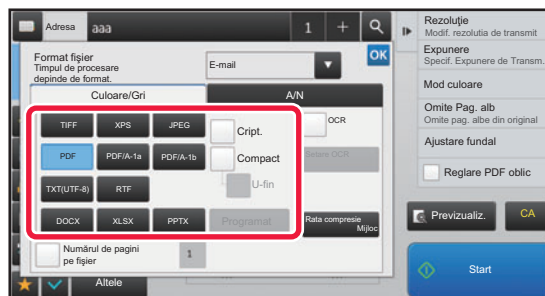 Adresa
aaa
1
Format fișier
Timpul de procesare
depinde de format.
E-mail
OK
Culoare/Gri
A/N
TIFF
XPS
JPEG
Cript.
OCR
PDF
PDF/A-1a
PDF/A-1b
Compact
Setare OCR
TXT(UTF-8)
RTF
U-fin
DOCX
XLSX
PPTX
Programat
Rata compresie
Mijloc
Numărul de pagini
pe fișier
1
Altele
Rezoluţie
Modif. rezolutia de transmit
Expunere
Specif. Expunere de Transm.
Mod culoare
Omite Pag. alb
Omite pag. albe din original
Ajustare fundal
Reglare PDF oblic
Previzualiz.
CA
Start